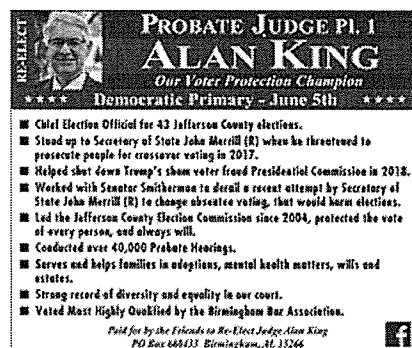 RE-ELECT
PROBATE JUDGE PL. 1
ALAN KING
Our Voter Protection Champion
★★★★ Democratic Primary - June 5th ★★★★
■ Chief Election Official for 43 Jefferson County elections.
■ Stood up to Secretary of State John Merrill (R) when he threatened to
prosecute people for crossover voting in 2017.
■ Helped shut down Trump's sham voter fraud Presidential Commission in 2018.
■ Worked with Senator Smitherman to derail a recent attempt by Secretary of
State John Merrill (R) to change absentee voting, that would harm elections.
■ Led the Jefferson County Election Commission since 2004, protected the vote
of every person, and always will.
■ Conducted over 40,000 Probate Hearings.
■ Serves and helps families in adoptions, mental health matters, wills and
estates.
■ Strong record of diversity and equality in our court.
■ Voted Most Highly Qualified by the Birmingham Bar Association.
Paid for by the Friends to Re-Elect Judge Alan King
PO Box 660433 Birmingham, AL 35266
f